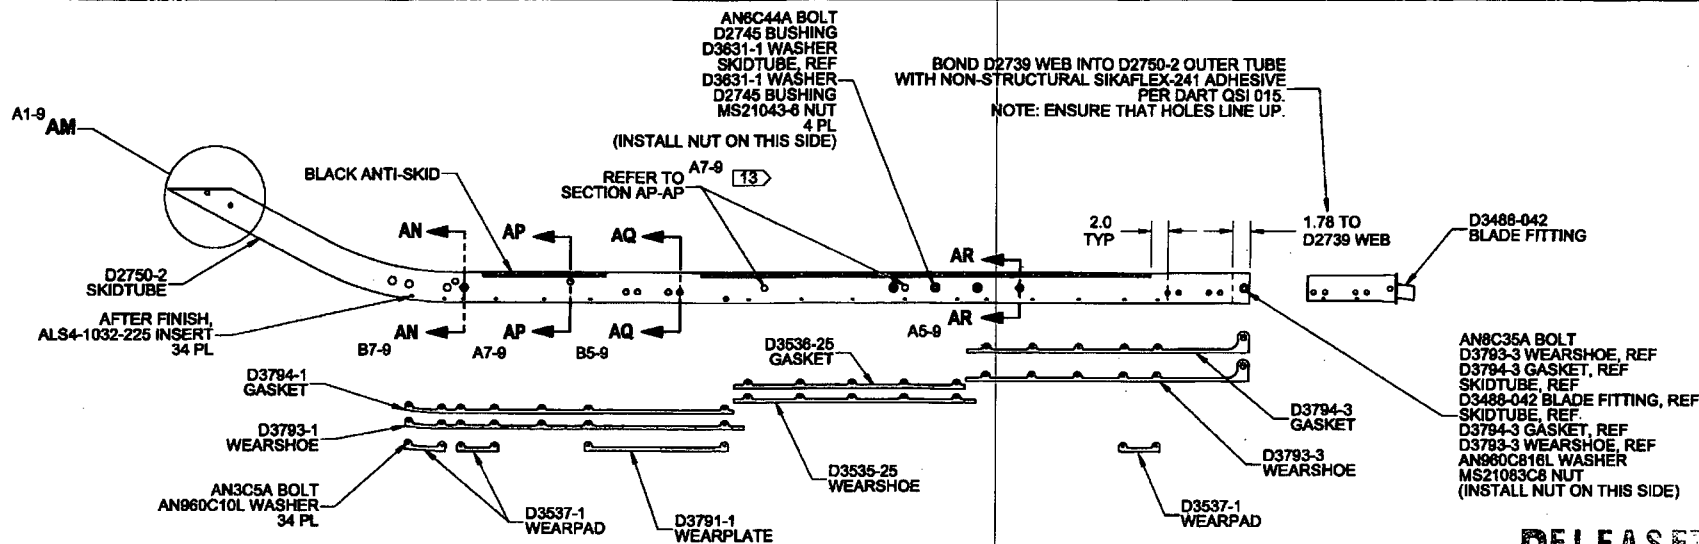 AN6C44A BOLT
D2745 BUSHING
D3631-1 WASHER
SKIDTUBE, REF
D3631-1 WASHER
D2745 BUSHING
MS21043-6 NUT
4 PL
(INSTALL NUT ON THIS SIDE)
BOND D2739 WEB INTO D2750-2 OUTER TUBE
WITH NON-STRUCTURAL SIKAFLEX-241 ADHESIVE
PER DART QSI 015.
NOTE: ENSURE THAT HOLES LINE UP.
A1-9
AM
BLACK ANTI-SKID
REFER TO
SECTION AP-AP
A7-9
13
AN
AP
AQ
AR
2.0
TYP
1.78 TO
D2739 WEB
D3488-042
BLADE FITTING
D2750-2
SKIDTUBE
AFTER FINISH,
ALS4-1032-225 INSERT
34 PL
AN
AP
AQ
AR
B7-9
A7-9
B5-9
A5-9
D3536-25
GASKET
D3794-1
GASKET
D3793-1
WEARSHOE
D3794-3
GASKET
D3793-3
WEARSHOE
D3535-25
WEARSHOE
AN3C5A BOLT
AN960C10L WASHER
34 PL
D3537-1
WEARPAD
D3791-1
WEARPLATE
D3537-1
WEARPAD
AN8C35A BOLT
D3793-3 WEARSHOE, REF
D3794-3 GASKET, REF
SKIDTUBE, REF
D3488-042 BLADE FITTING, REF
SKIDTUBE, REF
D3794-3 GASKET, REF
D3793-3 WEARSHOE, REF
AN960C816L WASHER
MS21083C8 NUT
(INSTALL NUT ON THIS SIDE)